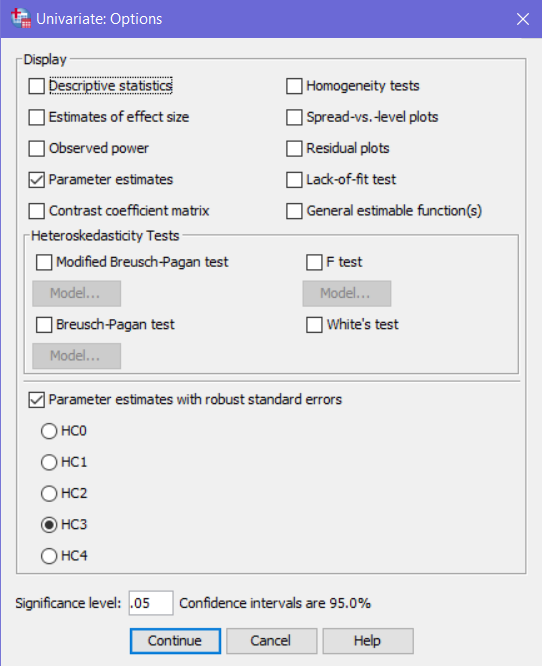 Univariate: Options
Display
Descriptive statistics
Homogeneity tests
Estimates of effect size
Spread-vs.-level plots
Observed power
Residual plots
Parameter estimates
Lack-of-fit test
Contrast coefficient matrix
General estimable function(s)
Heteroskedasticity Tests
Modified Breusch-Pagan test
F test
Model...
Model...
Breusch-Pagan test
White's test
Model...
Parameter estimates with robust standard errors
HC0
HC1
HC2
HC3
HC4
Significance level: .05 Confidence intervals are 95.0%
Continue
Cancel
Help